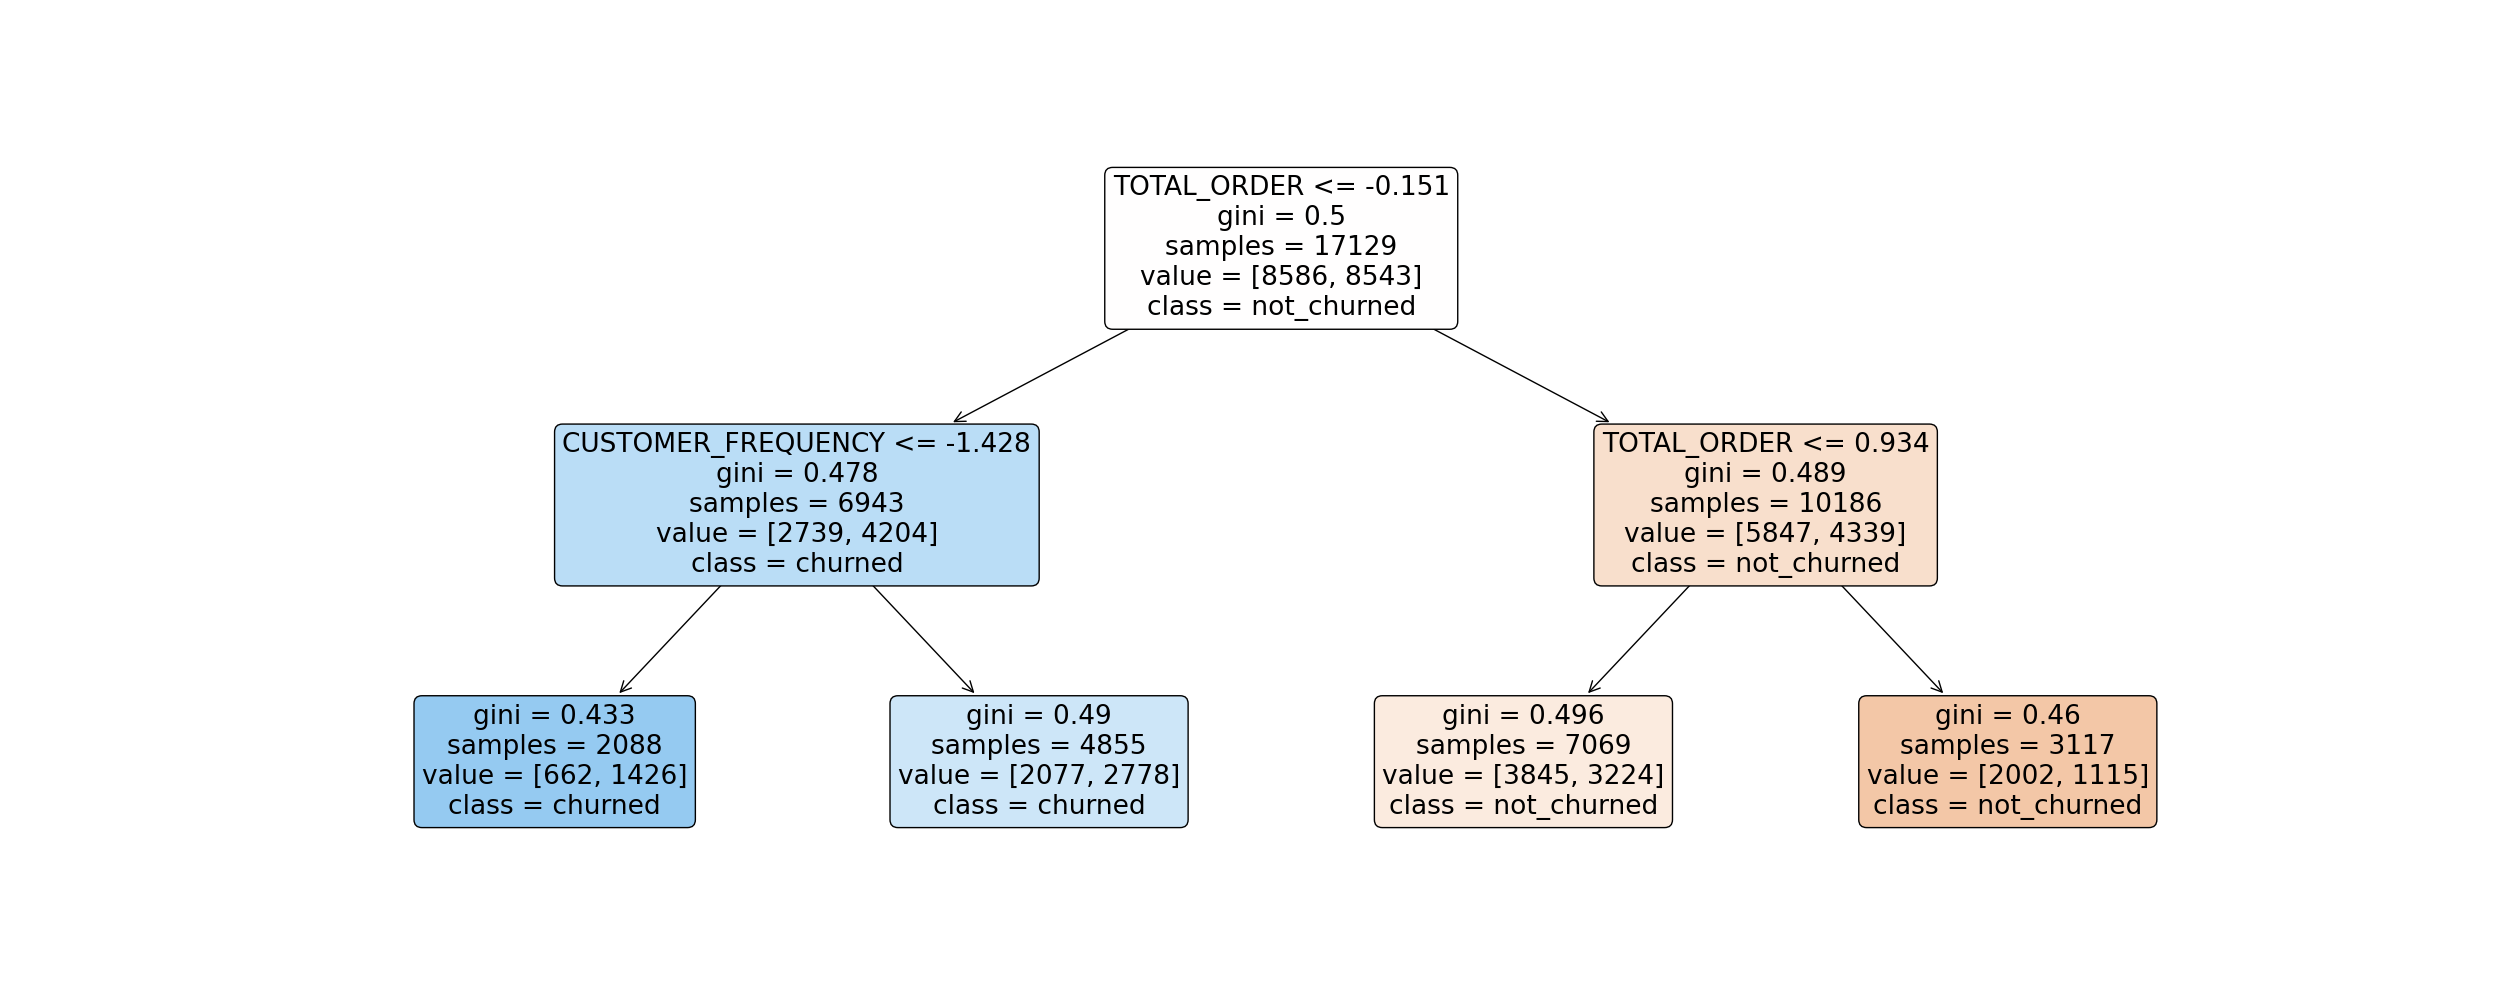 TOTAL_ORDER <= -0.151
gini = 0.5
samples = 17129
value = [8586, 8543]
class = not_churned
CUSTOMER_FREQUENCY <= -1.428
gini = 0.478
samples = 6943
value = [2739, 4204]
class = churned
TOTAL_ORDER <= 0.934
gini = 0.489
samples = 10186
value = [5847, 4339]
class = not_churned
gini = 0.433
samples = 2088
value = [662, 1426]
class = churned
gini = 0.49
samples = 4855
value = [2077, 2778]
class = churned
gini = 0.496
samples = 7069
value = [3845, 3224]
class = not_churned
gini = 0.46
samples = 3117
value = [2002, 1115]
class = not_churned